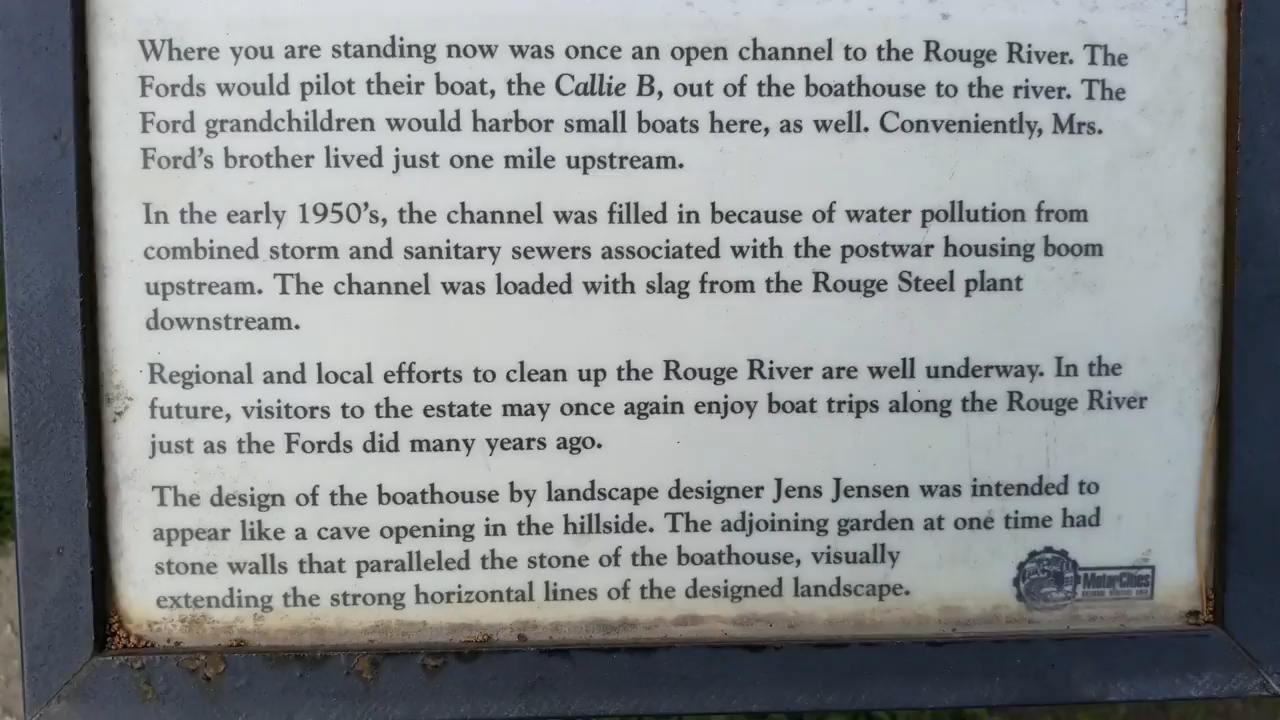 Where you are standing now was once an open channel to the Rouge River. The
Fords would pilot their boat, the Callie B, out of the boathouse to the river. The
Ford grandchildren would harbor small boats here, as well. Conveniently, Mrs.
Ford's brother lived just one mile upstream.
In the early 1950's, the channel was filled in because of water pollution from
combined storm and sanitary sewers associated with the postwar housing boom
upstream. The channel was loaded with slag from the Rouge Steel plant
downstream.
Regional and local efforts to clean up the Rouge River are well underway. In the
future, visitors to the estate may once again enjoy boat trips along the Rouge River
just as the Fords did many years ago.
The design of the boathouse by landscape designer Jens Jensen was intended to
appear like a cave opening in the hillside. The adjoining garden at one time had
stone walls that paralleled the stone of the boathouse, visually
extending the strong horizontal lines of the designed landscape.
MotorCities